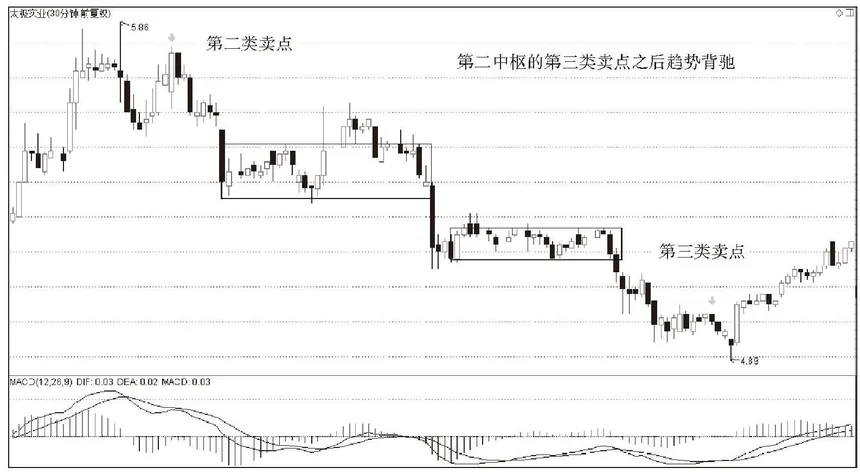 太极实业(30分钟 前复权)
5.86
第二类卖点
第二中枢的第三类卖点之后趋势背驰
第三类卖点
4.89
MACD(12,26,9) DIF: 0.03 DEA: 0.02 MACD: 0.03